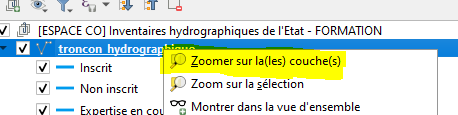 [ESPACE CO] Inventaires hydrographiques de l'Etat - FORMATION
troncon_hydrographique
Zoomer sur la(les) couche(s)
Inscrit
Zoom sur la sélection
Non inscrit
Montrer dans la vue d'ensemble
Expertise en co